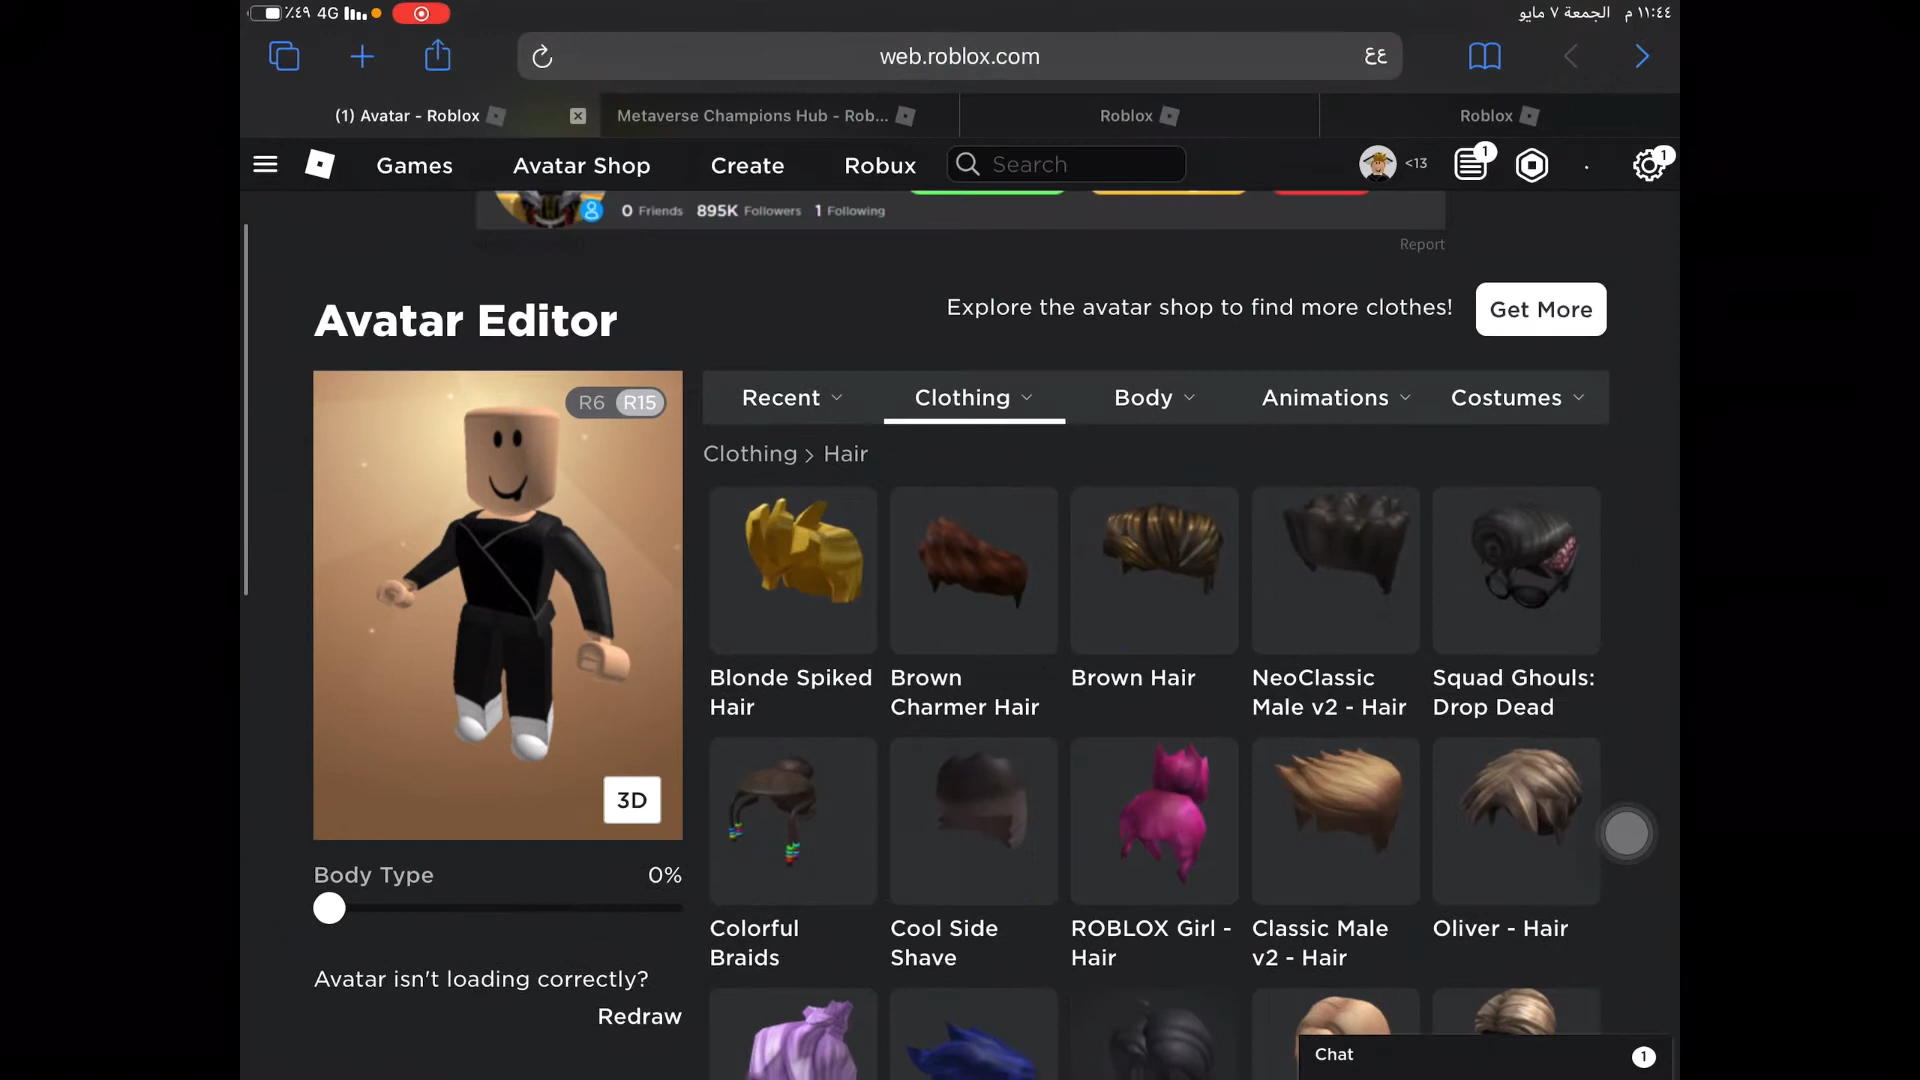 ٪٤٩ 4G
١١:٤٤ م الجمعة ٧ مايو
web.roblox.com
عع
(1) Avatar - Roblox
Metaverse Champions Hub - Rob...
Roblox
Roblox
Games
Avatar Shop
Create
Robux
Search
<13
1
1
0 Friends 895K Followers 1 Following
Report
Avatar Editor
Explore the avatar shop to find more clothes!
Get More
R6 R15
3D
Body Type 0%
Avatar isn't loading correctly?
Redraw
Recent
Clothing
Body
Animations
Costumes
Clothing > Hair
Blonde Spiked
Hair
Brown
Charmer Hair
Brown Hair
NeoClassic
Male v2 - Hair
Squad Ghouls:
Drop Dead
Colorful
Braids
Cool Side
Shave
ROBLOX Girl -
Hair
Classic Male
v2 - Hair
Oliver - Hair
Chat 1